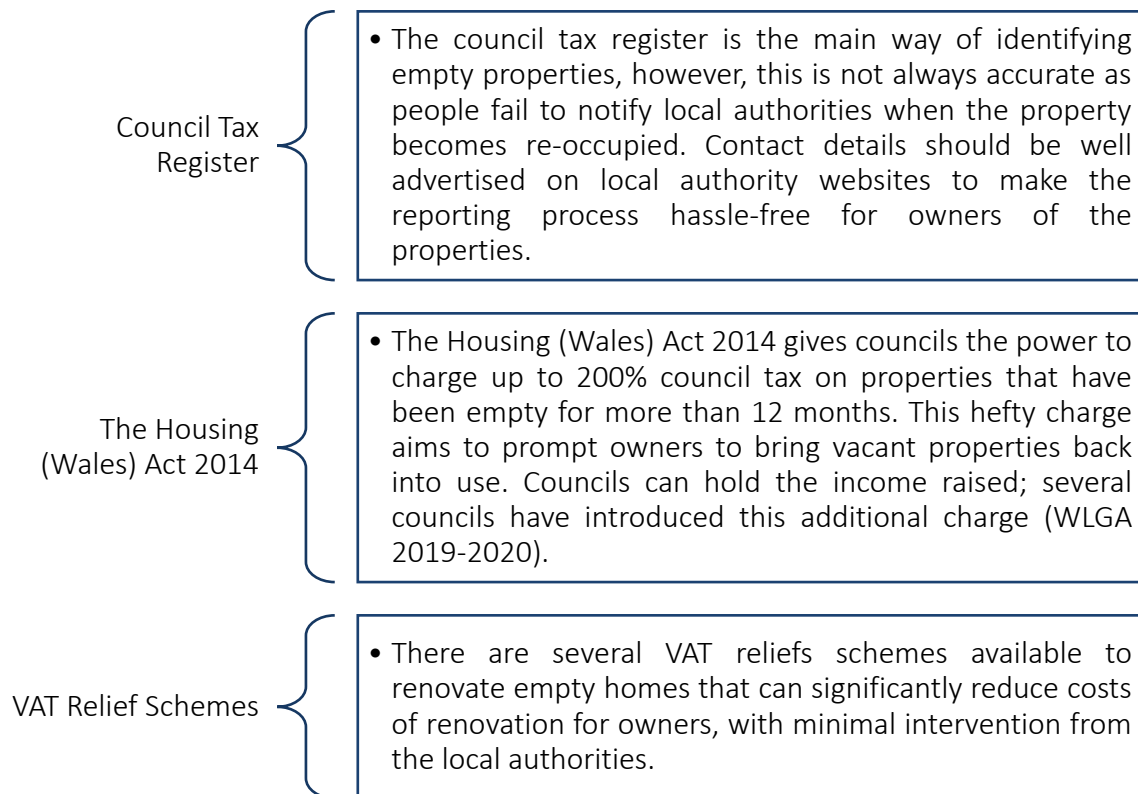 Council Tax
Register
• The council tax register is the main way of identifying
empty properties, however, this is not always accurate as
people fail to notify local authorities when the property
becomes re-occupied. Contact details should be well
advertised on local authority websites to make the
reporting process hassle-free for owners of the
properties.
The Housing
(Wales) Act 2014
• The Housing (Wales) Act 2014 gives councils the power to
charge up to 200% council tax on properties that have
been empty for more than 12 months. This hefty charge
aims to prompt owners to bring vacant properties back
into use. Councils can hold the income raised; several
councils have introduced this additional charge (WLGA
2019-2020).
VAT Relief Schemes
• There are several VAT reliefs schemes available to
renovate empty homes that can significantly reduce costs
of renovation for owners, with minimal intervention from
the local authorities.